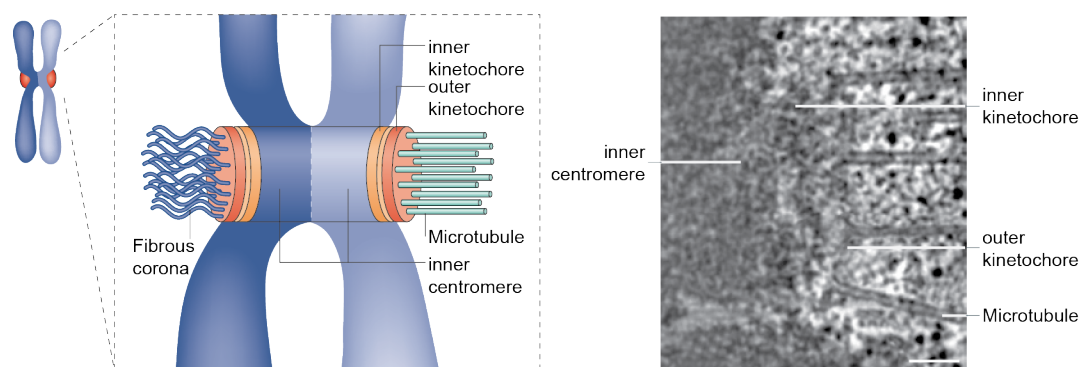 inner
kinetochore
outer
kinetochore
Fibrous
corona
Microtubule
inner
centromere
inner
centromere
inner
kinetochore
outer
kinetochore
Microtubule